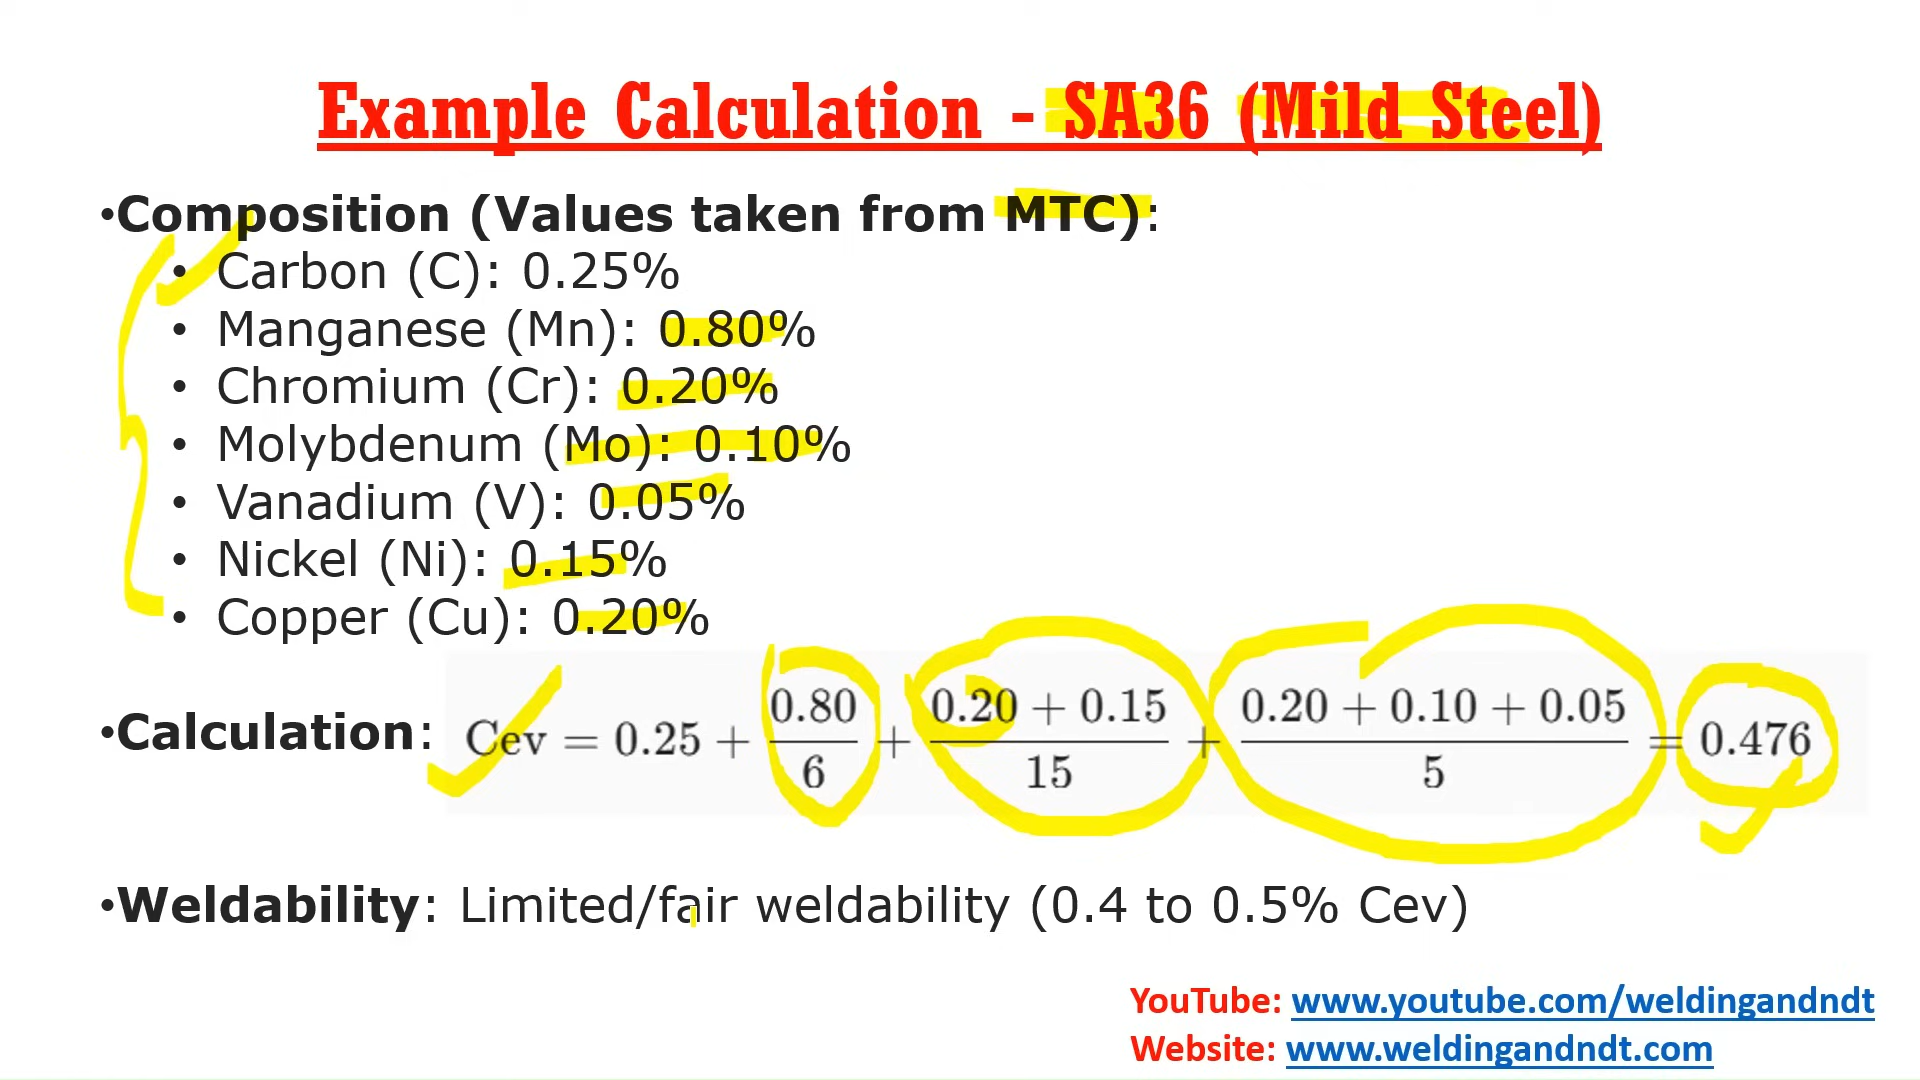 Example Calculation - SA36 (Mild Steel)
•Composition (Values taken from MTC):
• Carbon (C): 0.25%
• Manganese (Mn): 0.80%
• Chromium (Cr): 0.20%
• Molybdenum (Mo): 0.10%
• Vanadium (V): 0.05%
• Nickel (Ni): 0.15%
• Copper (Cu): 0.20%
•Calculation: Cev = 0.25 + 0.80/6 + (0.20 + 0.15)/15 + (0.20 + 0.10 + 0.05)/5 = 0.476
•Weldability: Limited/fair weldability (0.4 to 0.5% Cev)
YouTube: www.youtube.com/weldingandndt
Website: www.weldingandndt.com